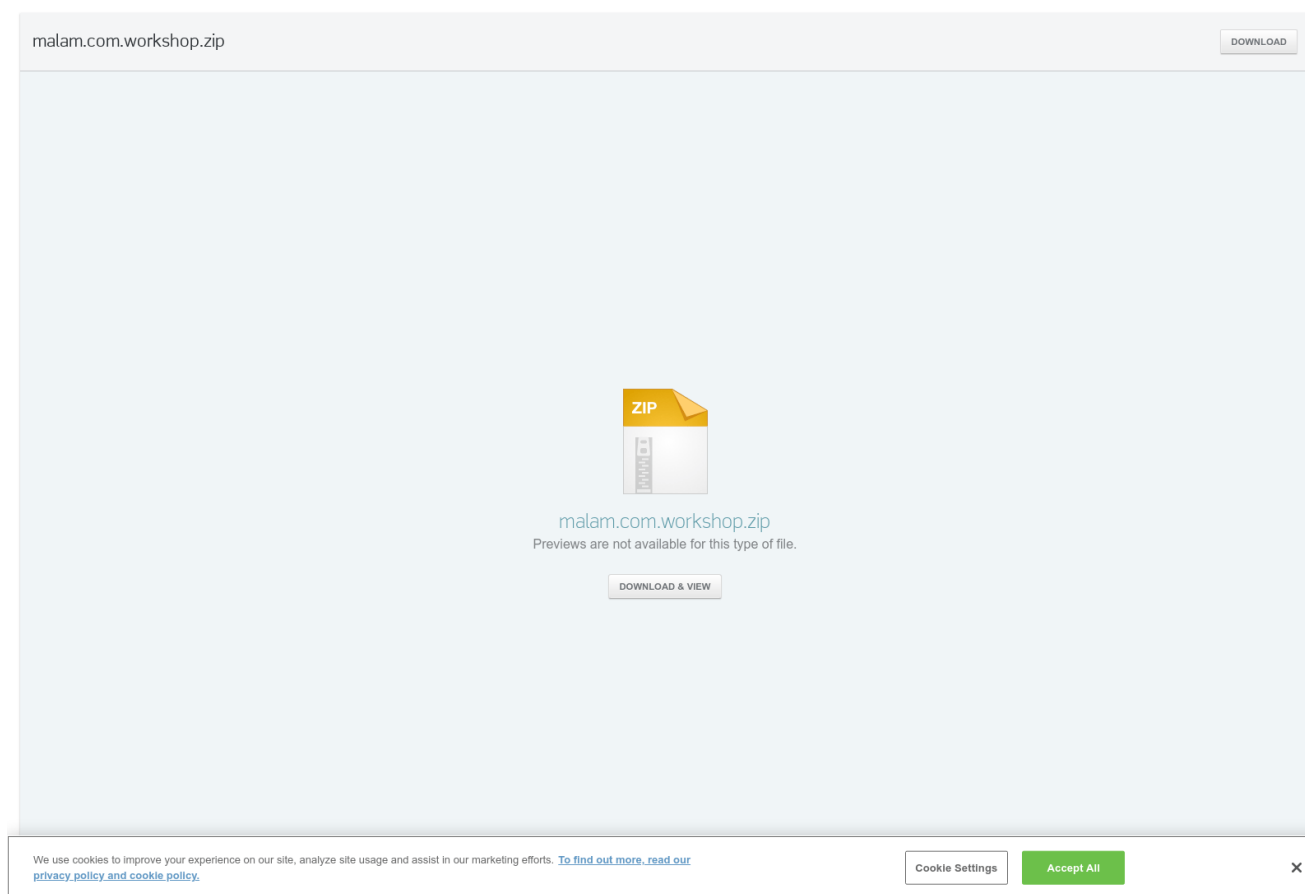 malam.com.workshop.zip
DOWNLOAD
ZIP
malam.com.workshop.zip
Previews are not available for this type of file.
DOWNLOAD & VIEW
We use cookies to improve your experience on our site, analyze site usage and assist in our marketing efforts. To find out more, read our
privacy policy and cookie policy.
Cookie Settings
Accept All